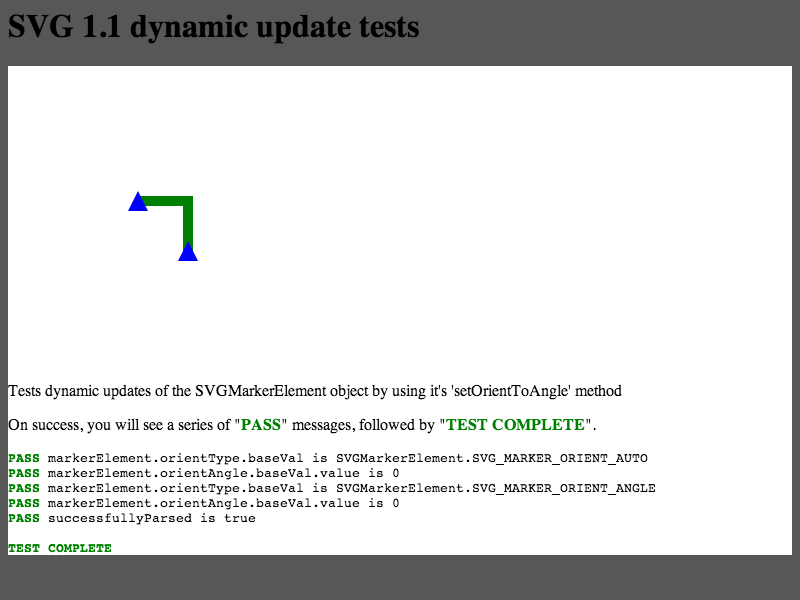 SVG 1.1 dynamic update tests
Tests dynamic updates of the SVGMarkerElement object by using it's 'setOrientToAngle' method
On success, you will see a series of "PASS" messages, followed by "TEST COMPLETE".
PASS markerElement.orientType.baseVal is SVGMarkerElement.SVG_MARKER_ORIENT_AUTO
PASS markerElement.orientAngle.baseVal.value is 0
PASS markerElement.orientType.baseVal is SVGMarkerElement.SVG_MARKER_ORIENT_ANGLE
PASS markerElement.orientAngle.baseVal.value is 0
PASS successfullyParsed is true
TEST COMPLETE